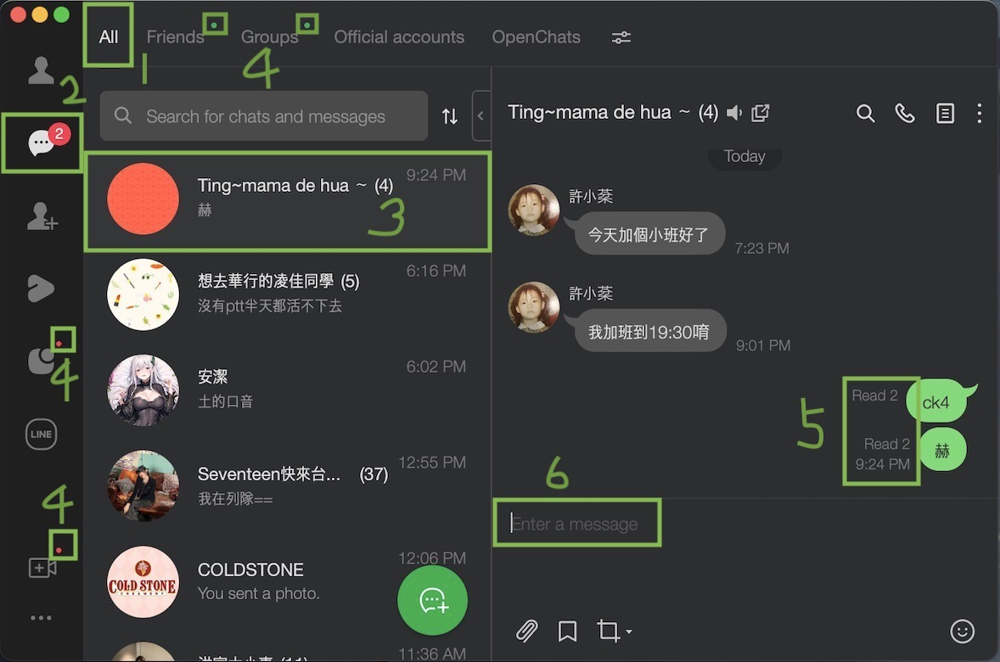 All
Friends
Groups
Official accounts
OpenChats
1
4
2
2
Search for chats and messages
Ting~mama de hua ~ (4)
9:24 PM
赫
3
想去華行的凌佳同學 (5)
6:16 PM
沒有ptt半天都活不下去
安潔
6:02 PM
土的口音
4
LINE
Seventeen快來台... (37)
12:55 PM
我在列隊==
4
COLDSTONE
12:06 PM
You sent a photo.
COLD STONE
CREAMERY
11:36 AM
Ting~mama de hua ~ (4)
Today
許小棻
今天加個小班好了
7:23 PM
許小棻
我加班到19:30唷
9:01 PM
5
Read 2
ck4
Read 2
9:24 PM
赫
6
Enter a message